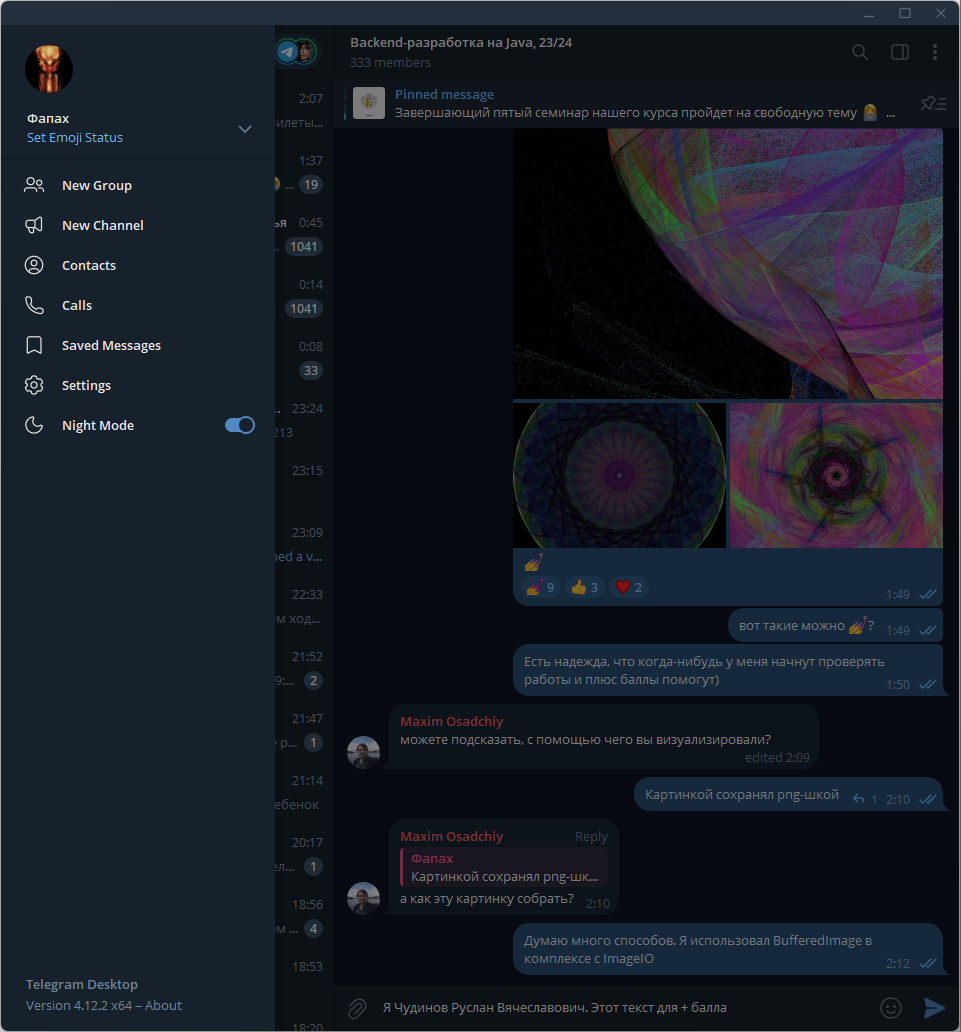 Фапах
Set Emoji Status
New Group
New Channel
Contacts
Calls
Saved Messages
Settings
Night Mode
Telegram Desktop
Version 4.12.2 x64 – About
2:07
1:37
... 19
0:45
1041
0:14
1041
0:08
33
23:24
213
23:15
23:09
22:33
21:52
2
21:47
1
21:14
20:17
1
18:56
4
18:53
18:20
Backend-разработка на Java, 23/24
333 members
Pinned message
Завершающий пятый семинар нашего курса пройдет на свободную тему 👩‍💼 ...
💅
💅 9 👍 3 ❤️ 2
1:49
вот такие можно 💅? 1:49
Есть надежда, что когда-нибудь у меня начнут проверять
работы и плюс баллы помогут) 1:50
Maxim Osadchiy
можете подсказать, с помощью чего вы визуализировали?
edited 2:09
Картинкой сохранял png-шкой 1 2:10
Maxim Osadchiy Reply
Фапах
Картинкой сохранял png-шк...
а как эту картинку собрать? 2:10
Думаю много способов. Я использовал BufferedImage в
комплексе с ImageIO 2:12
Я Чудинов Руслан Вячеславович. Этот текст для + балла